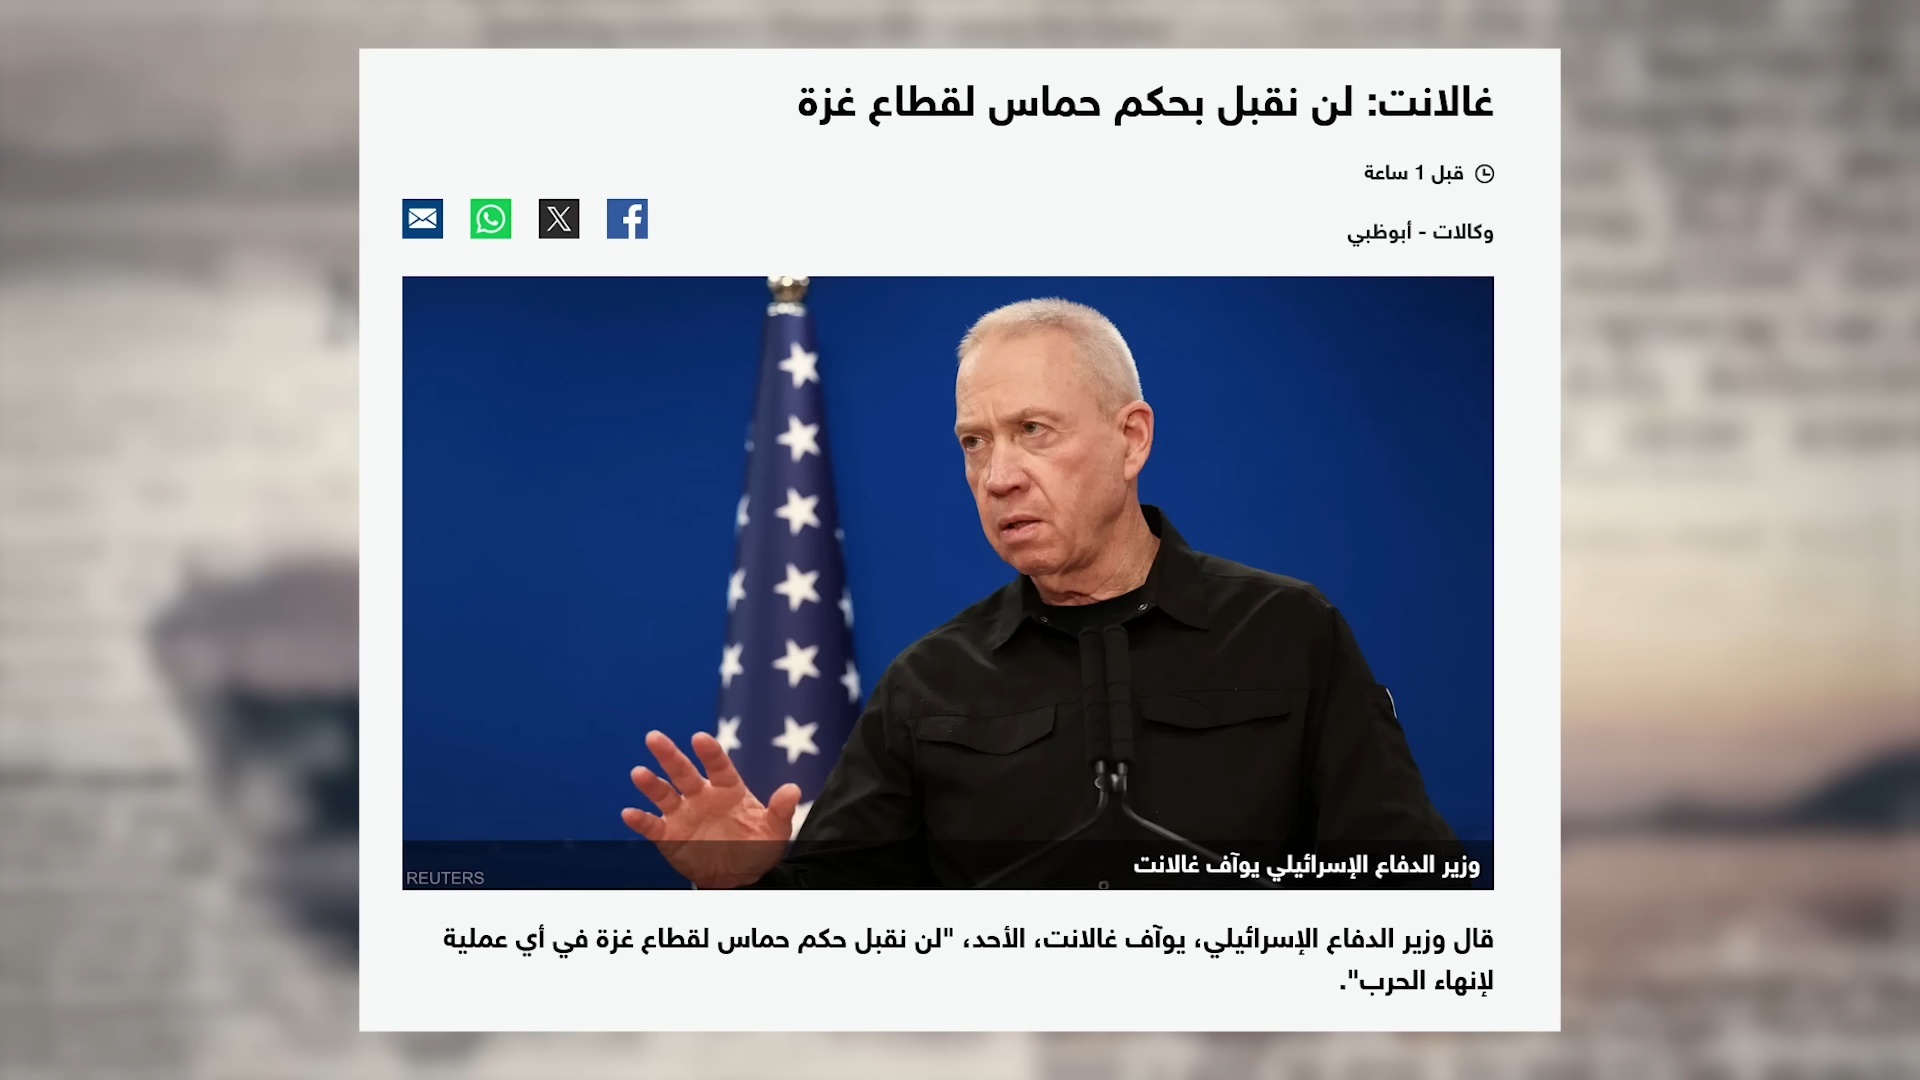 غالانت: لن نقبل بحكم حماس لقطاع غزة
قبل 1 ساعة
وكالات - أبوظبي
وزير الدفاع الإسرائيلي يوآف غالانت
REUTERS
قال وزير الدفاع الإسرائيلي، يوآف غالانت، الأحد، "لن نقبل حكم حماس لقطاع غزة في أي عملية
لإنهاء الحرب".